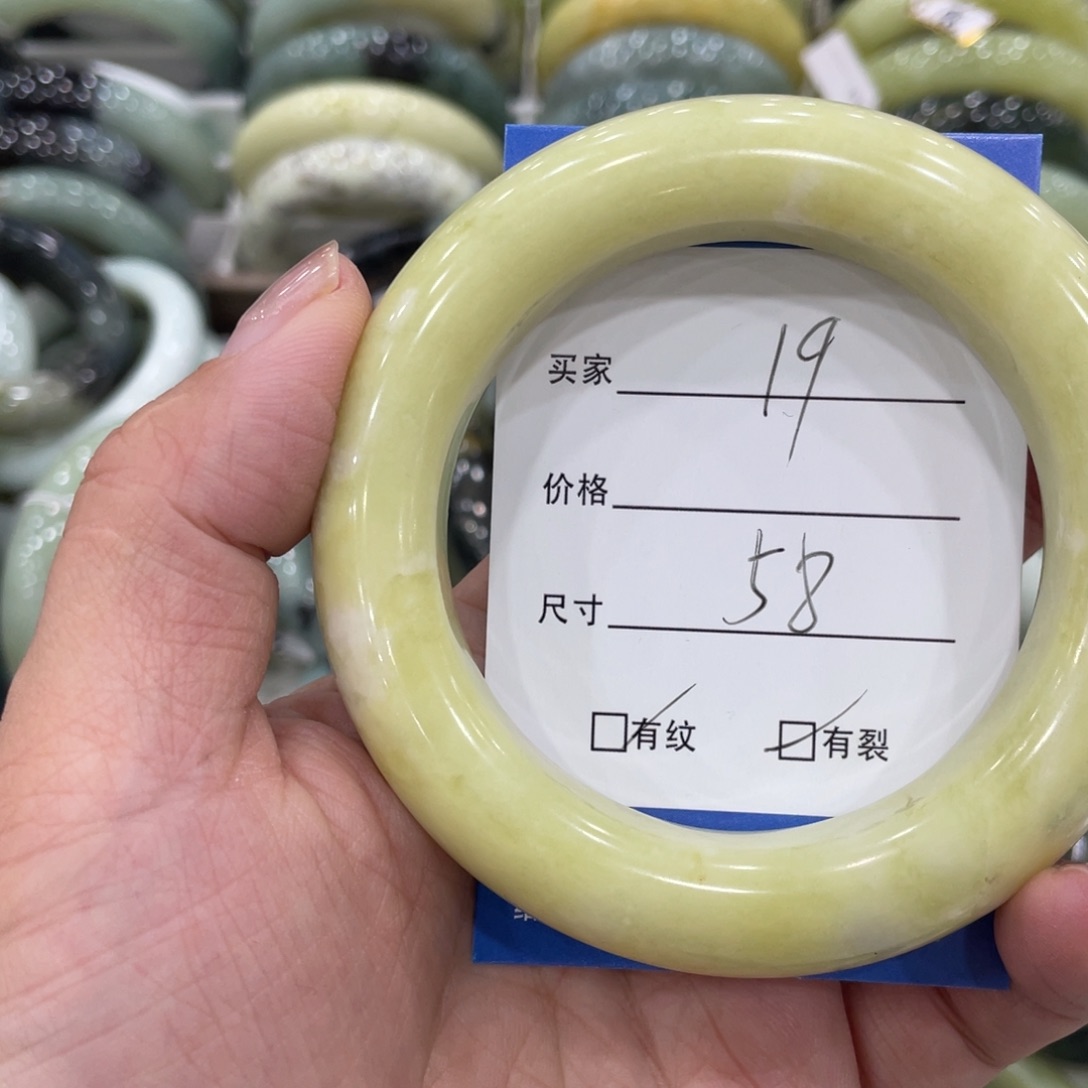 买家 19
价格
尺寸 58
☑有纹 ☑有裂